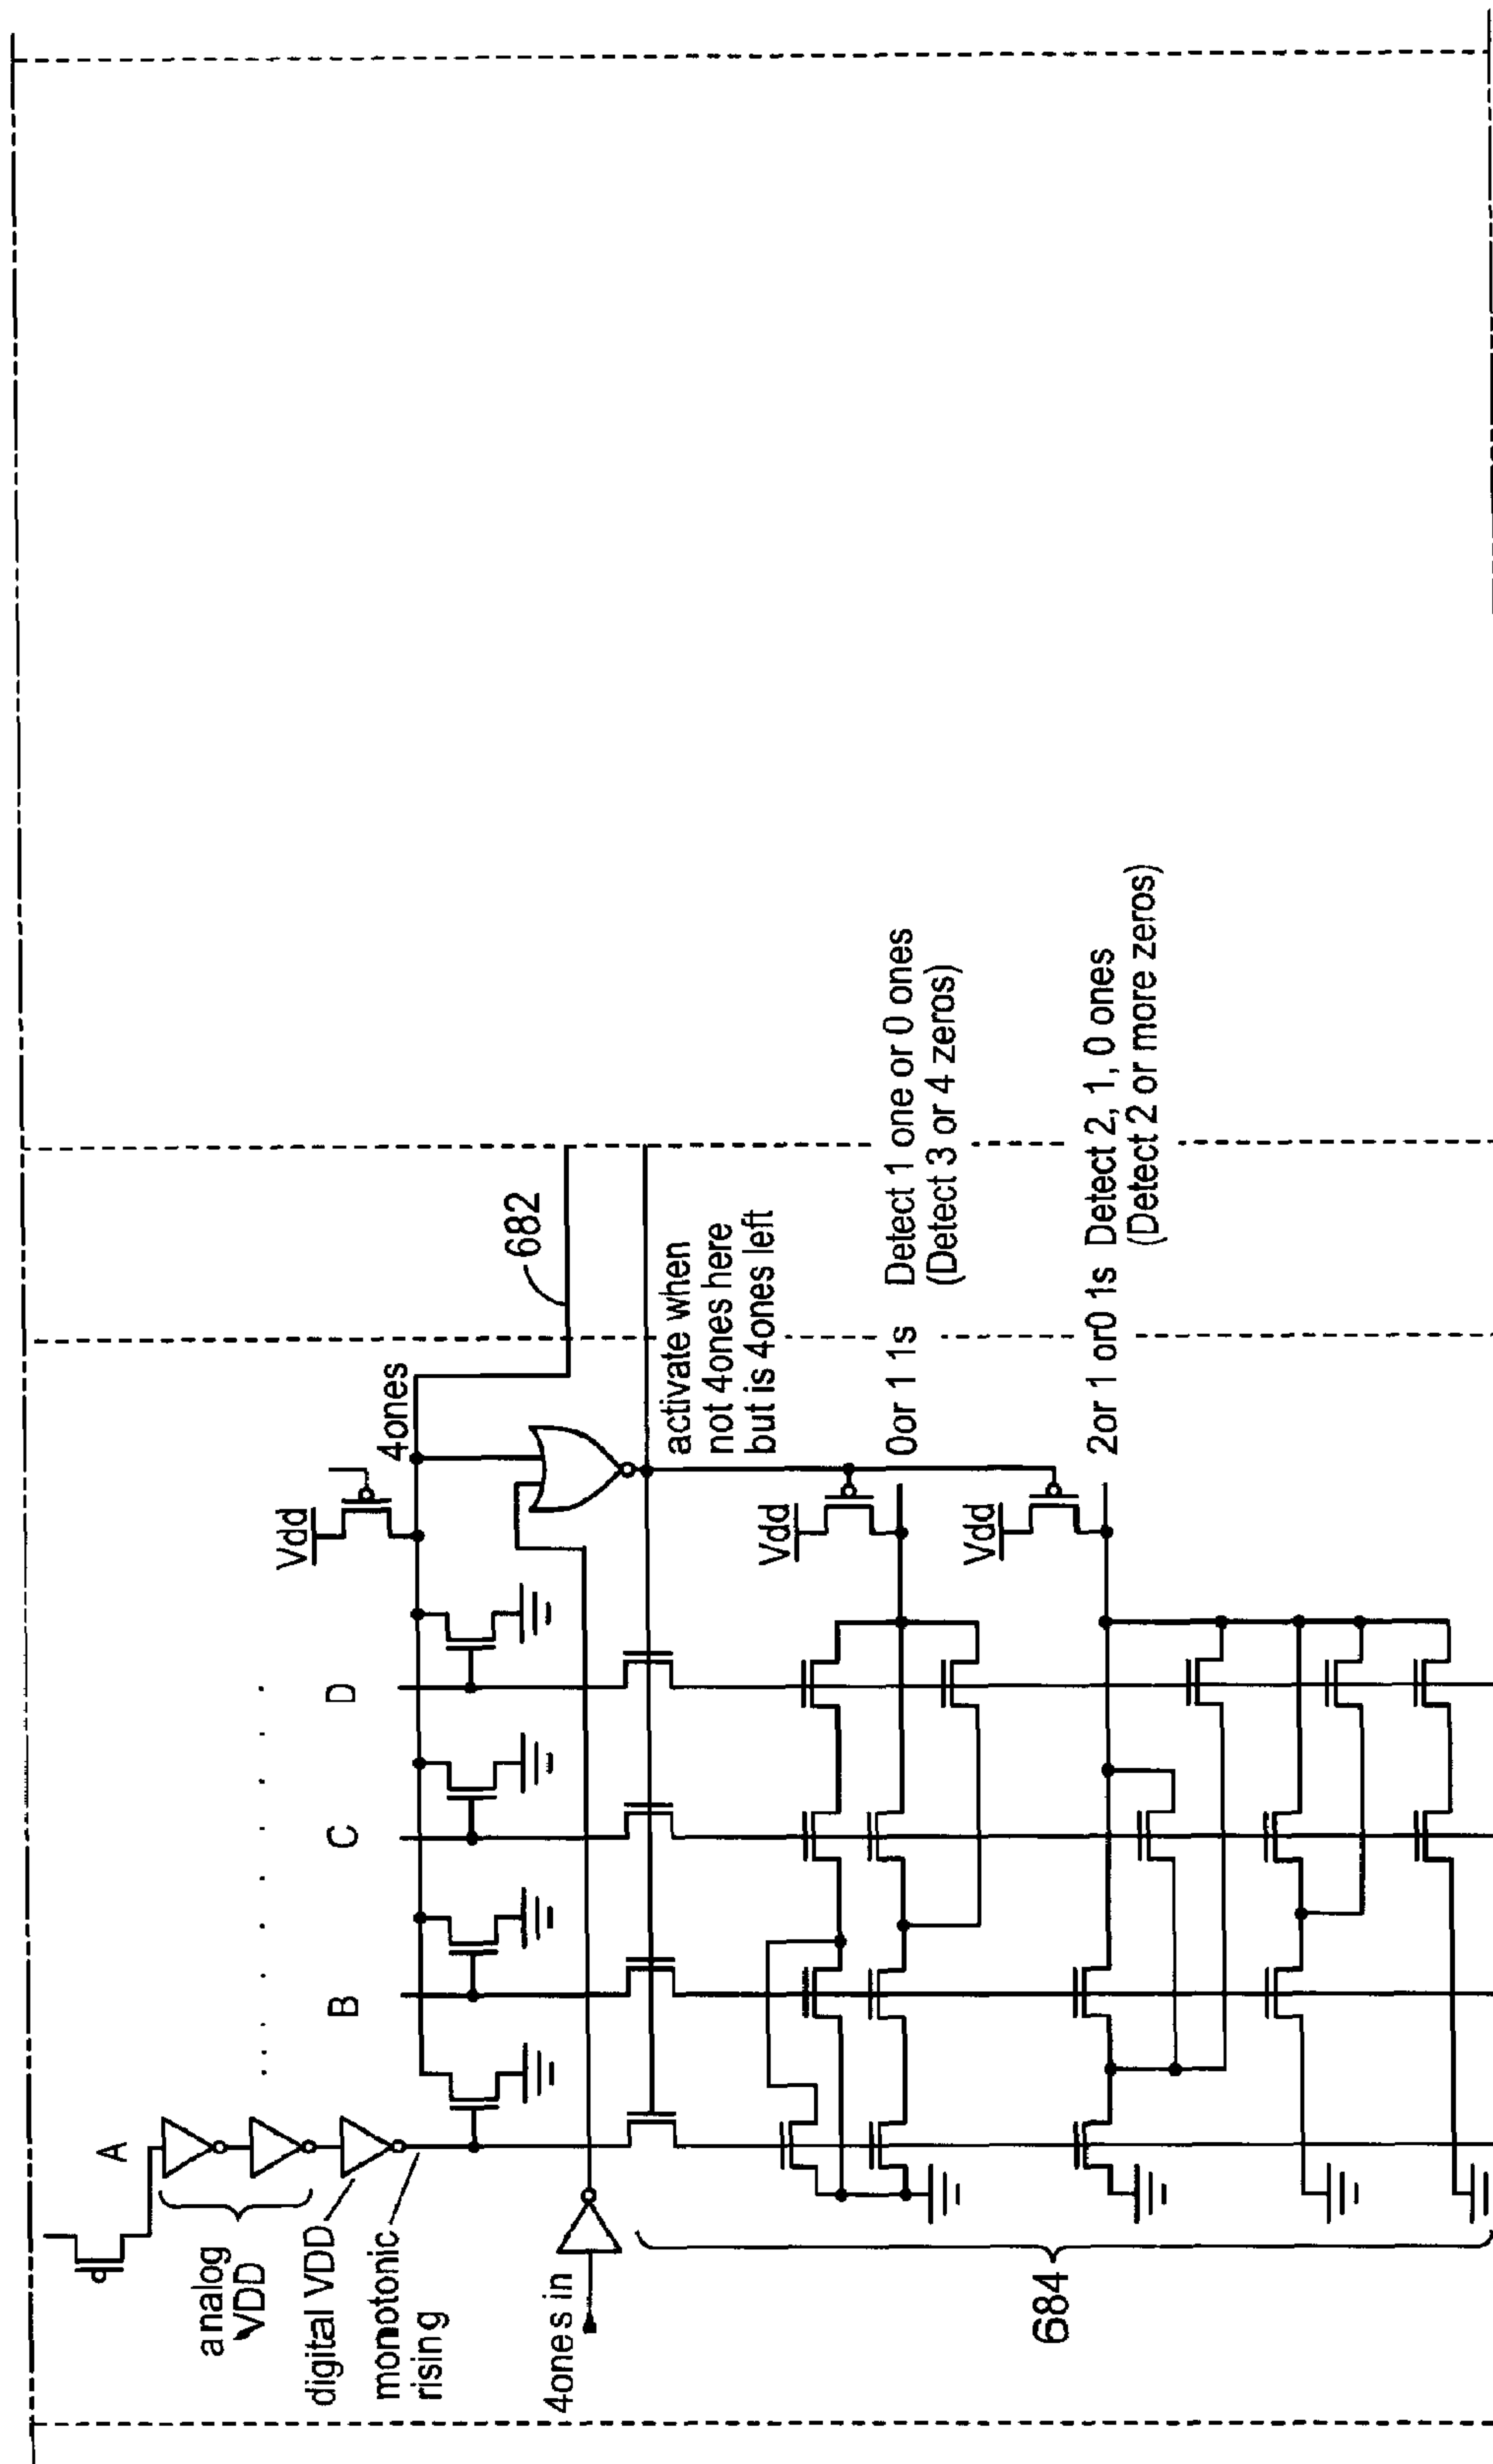 A
analog
VDD
digital VDD
monotonic
rising
4ones in
B
C
D
Vdd
4ones
682
activate when
not 4ones here
but is 4ones left
Vdd
0or 1 1s
Detect 1 one or 0 ones
(Detect 3 or 4 zeros)
Vdd
2or 1 or0 1s
Detect 2, 1, 0 ones
(Detect 2 or more zeros)
684